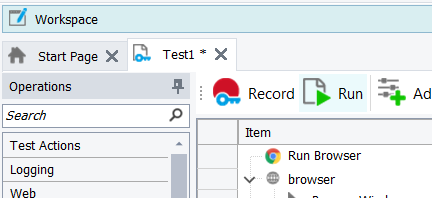 Workspace
Start Page
Test1 *
Operations
Record
Run
Search
Item
Test Actions
Run Browser
Logging
browser
Web